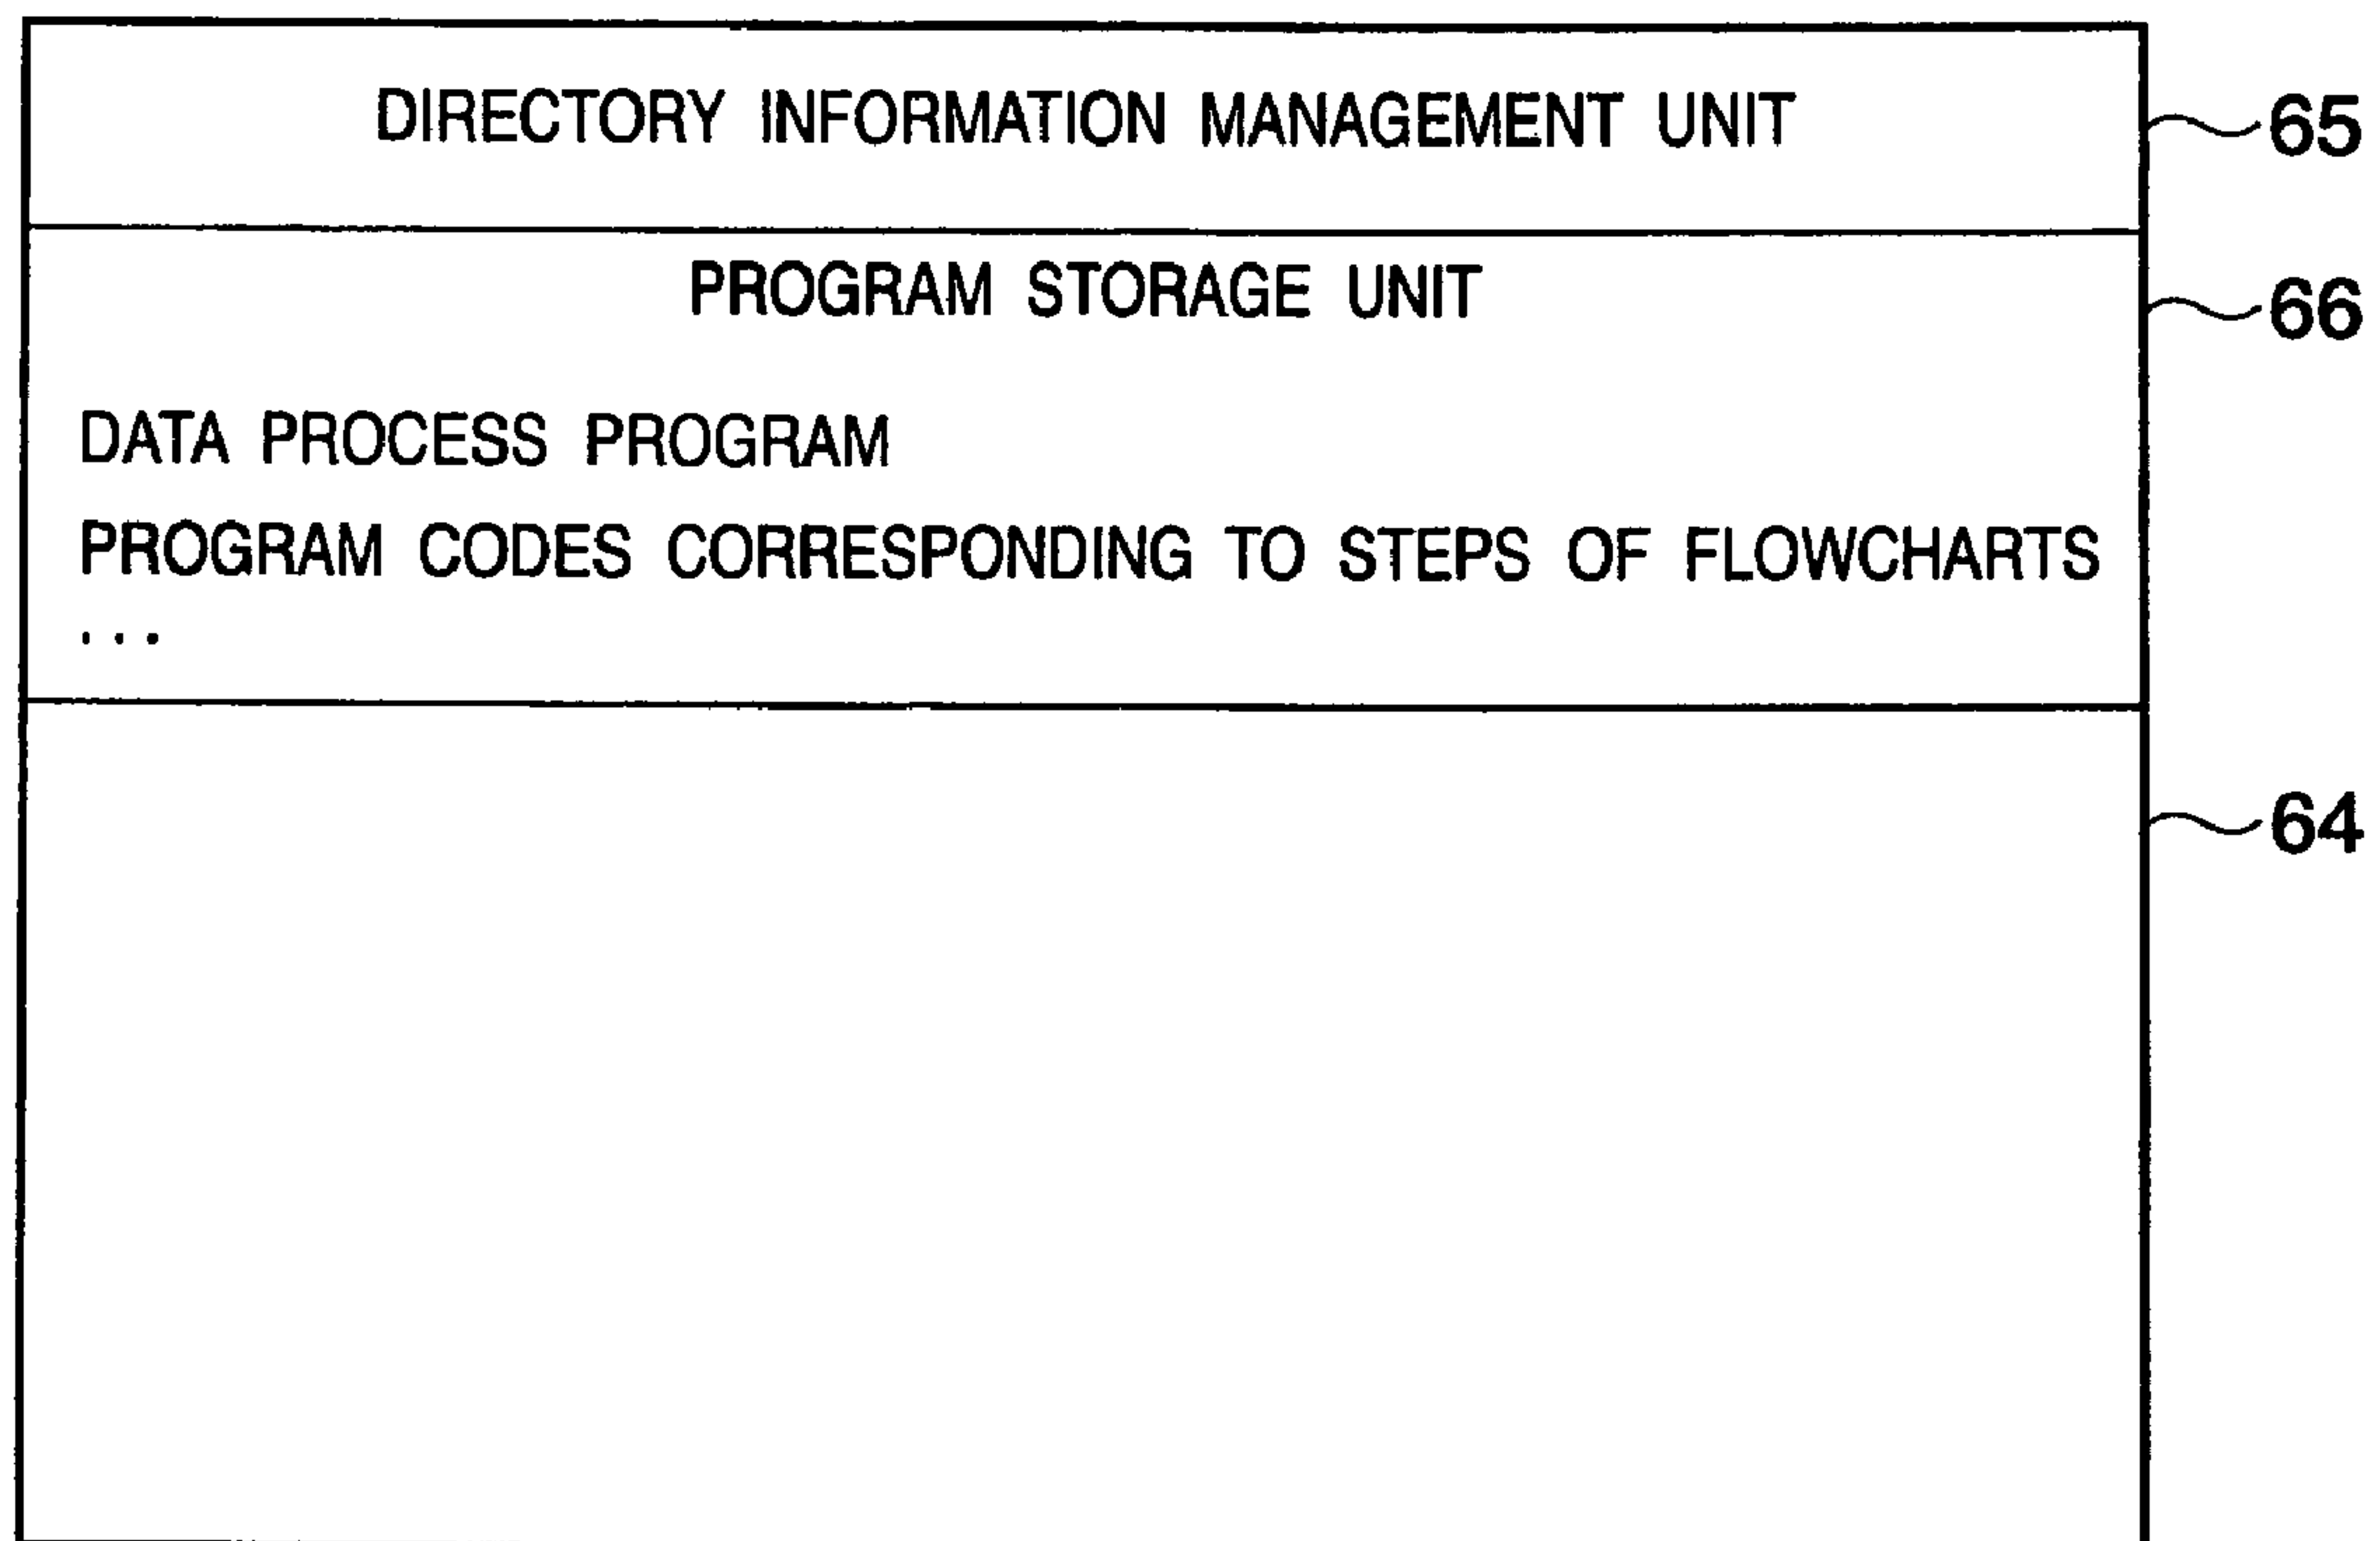 DIRECTORY INFORMATION MANAGEMENT UNIT
65
PROGRAM STORAGE UNIT
66
DATA PROCESS PROGRAM
PROGRAM CODES CORRESPONDING TO STEPS OF FLOWCHARTS
...
64